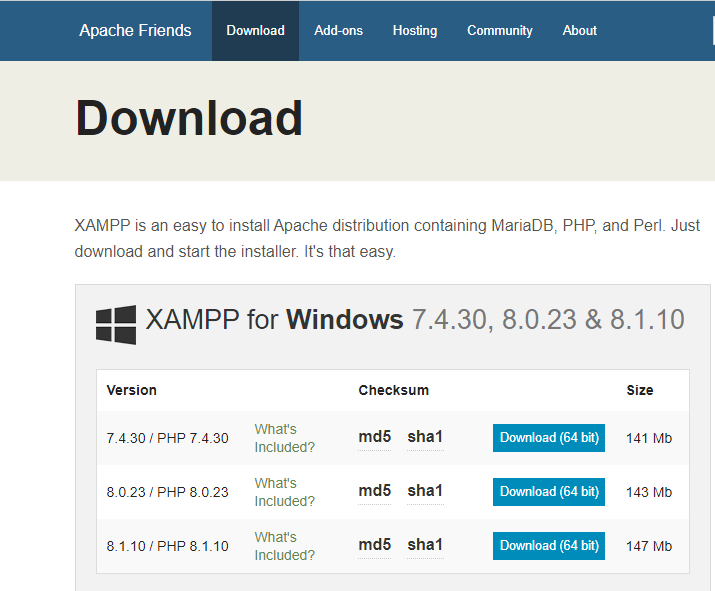 Apache Friends Download Add-ons Hosting Community About
Download
XAMPP is an easy to install Apache distribution containing MariaDB, PHP, and Perl. Just
download and start the installer. It's that easy.
XAMPP for Windows 7.4.30, 8.0.23 & 8.1.10
Version Checksum Size
7.4.30 / PHP 7.4.30 What's Included? md5 sha1 Download (64 bit) 141 Mb
8.0.23 / PHP 8.0.23 What's Included? md5 sha1 Download (64 bit) 143 Mb
8.1.10 / PHP 8.1.10 What's Included? md5 sha1 Download (64 bit) 147 Mb